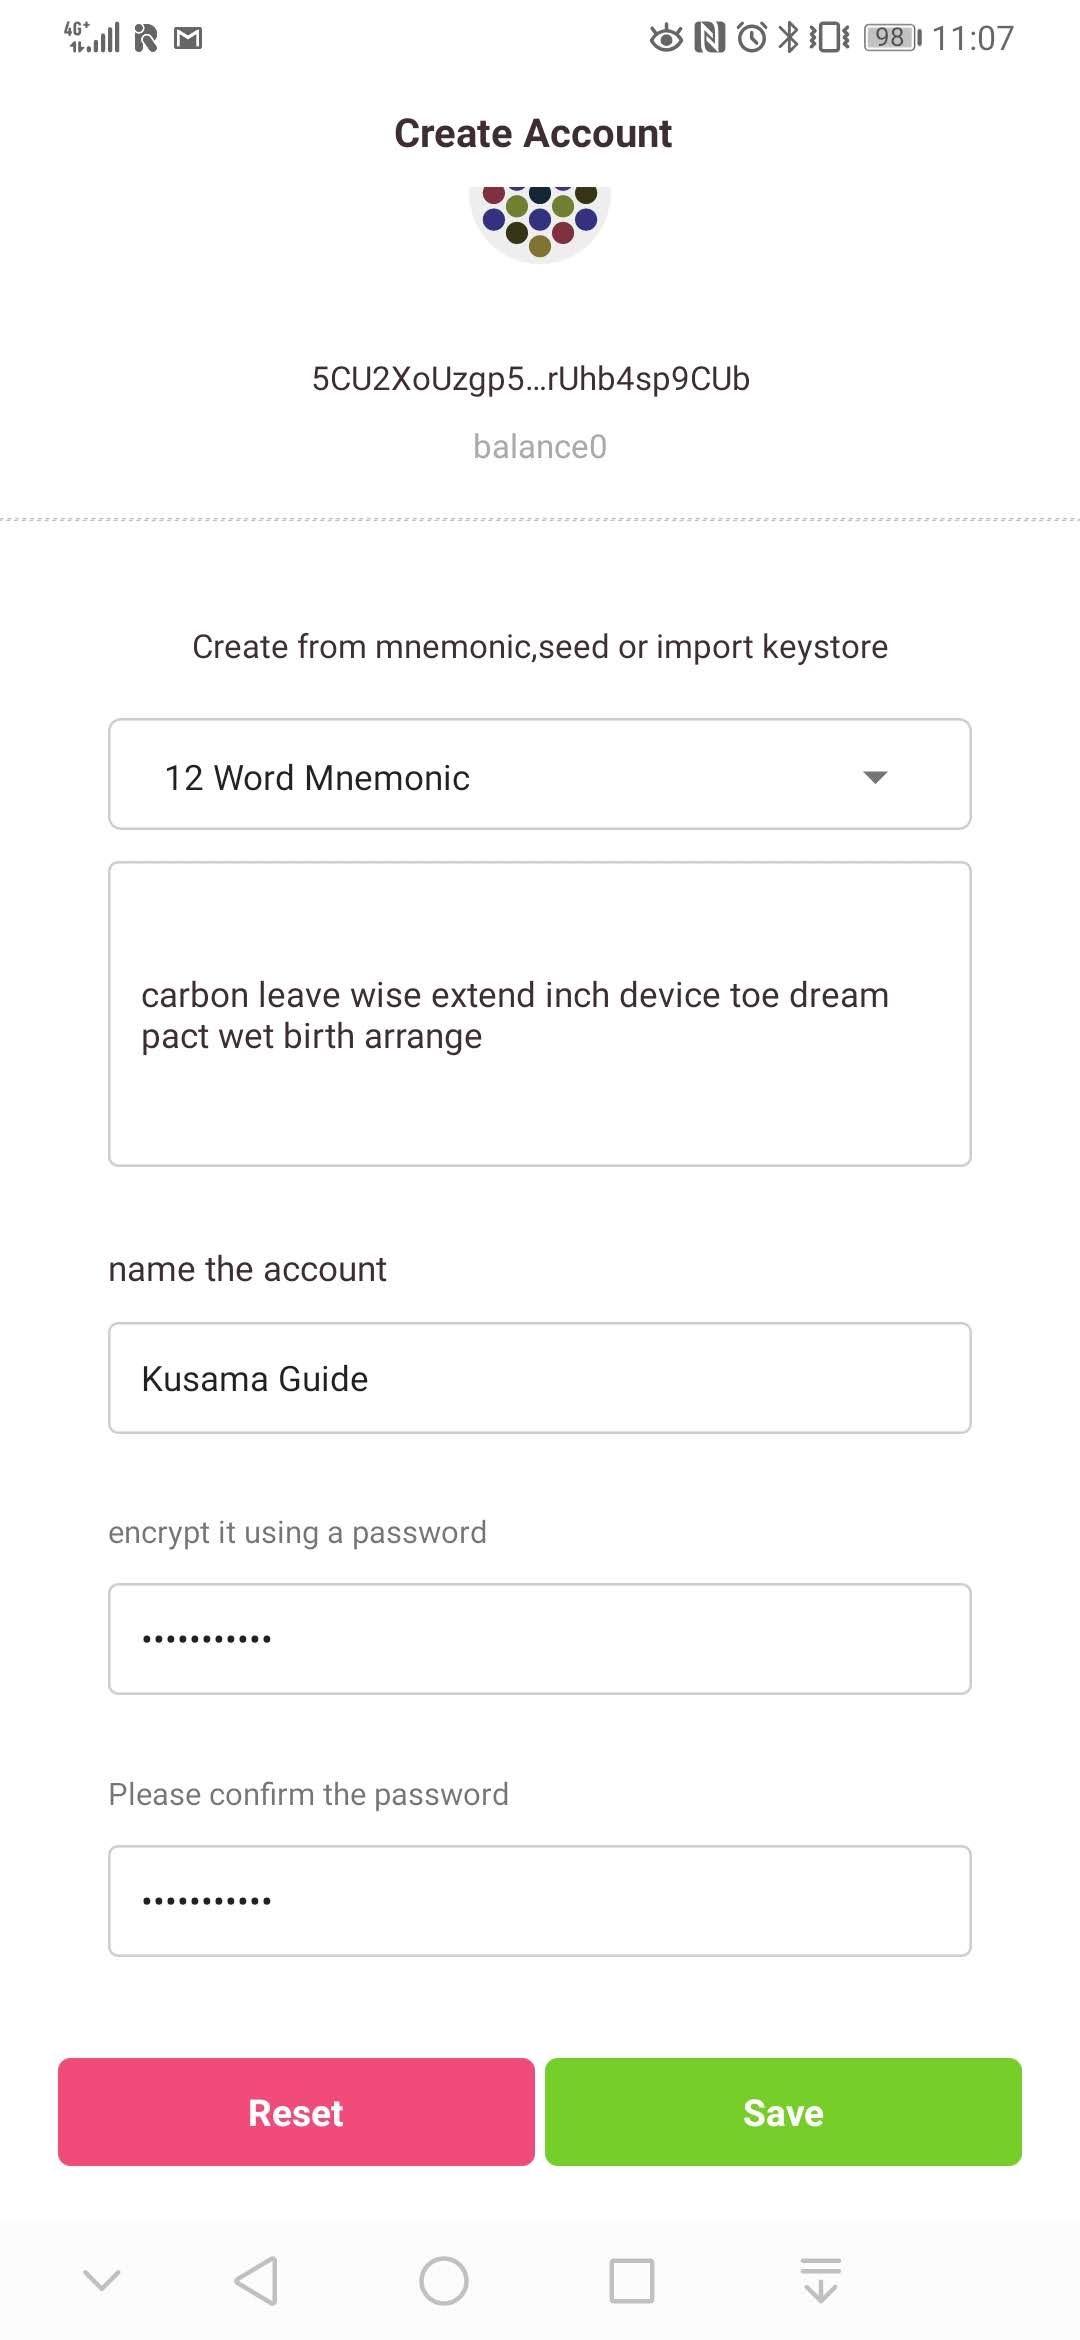 4G+ 98 11:07
Create Account
5CU2XoUzgp5...rUhb4sp9CUb
balance0
Create from mnemonic,seed or import keystore
12 Word Mnemonic
carbon leave wise extend inch device toe dream
pact wet birth arrange
name the account
Kusama Guide
encrypt it using a password
•••••••••••
Please confirm the password
•••••••••••
Reset Save